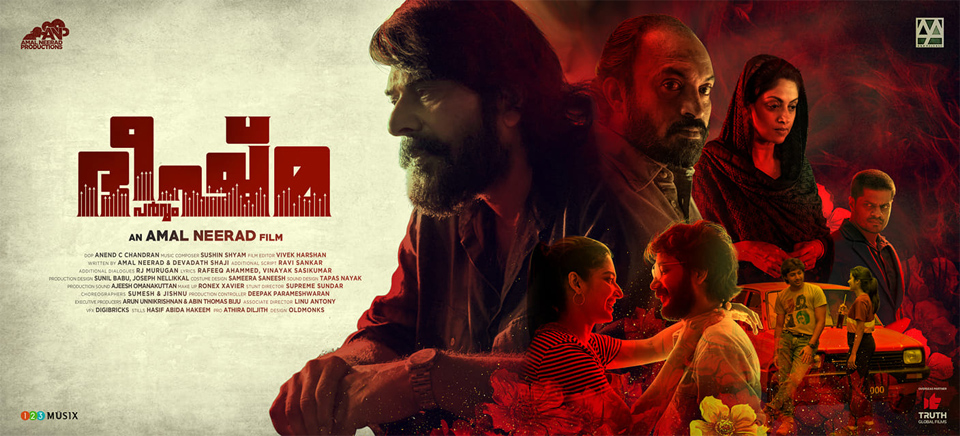 AMAL NEERAD
PRODUCTIONS
ഭീഷ്മ
പർവ്വം
AN AMAL NEERAD FILM
DOP ANEND C CHANDRAN MUSIC COMPOSER SUSHIN SHYAM FILM EDITOR VIVEK HARSHAN
WRITTEN BY AMAL NEERAD & DEVADATH SHAJI ADDITIONAL SCRIPT RAVI SANKAR
ADDITIONAL DIALOGUES RJ MURUGAN LYRICS RAFEEQ AHAMMED, VINAYAK SASIKUMAR
PRODUCTION DESIGN SUNIL BABU, JOSEPH NELLIKKAL COSTUME DESIGN SAMEERA SANEESH SOUND DESIGN TAPAS NAYAK
PRODUCTION SOUND AJEESH OMANAKUTTAN MAKE UP RONEX XAVIER STUNT DIRECTOR SUPREME SUNDAR
CHOREOGRAPHERS SUMESH & JISHNU PRODUCTION CONTROLLER DEEPAK PARAMESHWARAN
EXECUTIVE PRODUCERS ARUN UNNIKRISHNAN & ABIN THOMAS BIJU ASSOCIATE DIRECTOR LINU ANTONY
VFX DIGIBRICKS STILLS HASIF ABIDA HAKEEM PRO ATHIRA DILJITH DESIGN OLDMONKS
123 MUSIX
TRUTH
GLOBAL FILMS